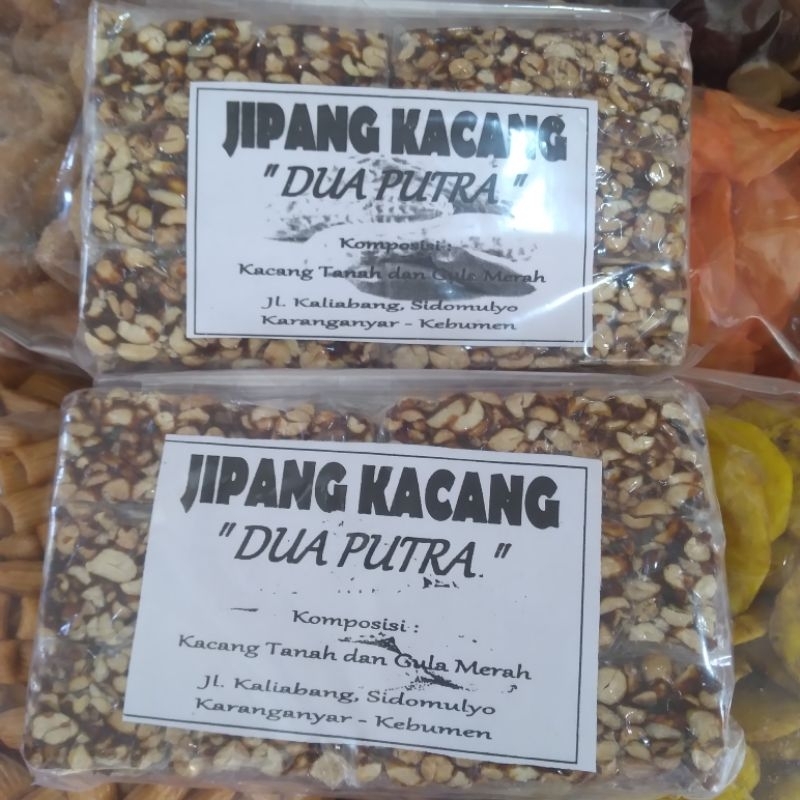 JIPANG KACANG
" DUA PUTRA "
Komposisi :
Kacang Tanah dan Gula Merah
Jl. Kaliabang, Sidomulyo
Karanganyar - Kebumen
JIPANG KACANG
" DUA PUTRA "
Komposisi :
Kacang Tanah dan Gula Merah
Jl. Kaliabang, Sidomulyo
Karanganyar - Kebumen